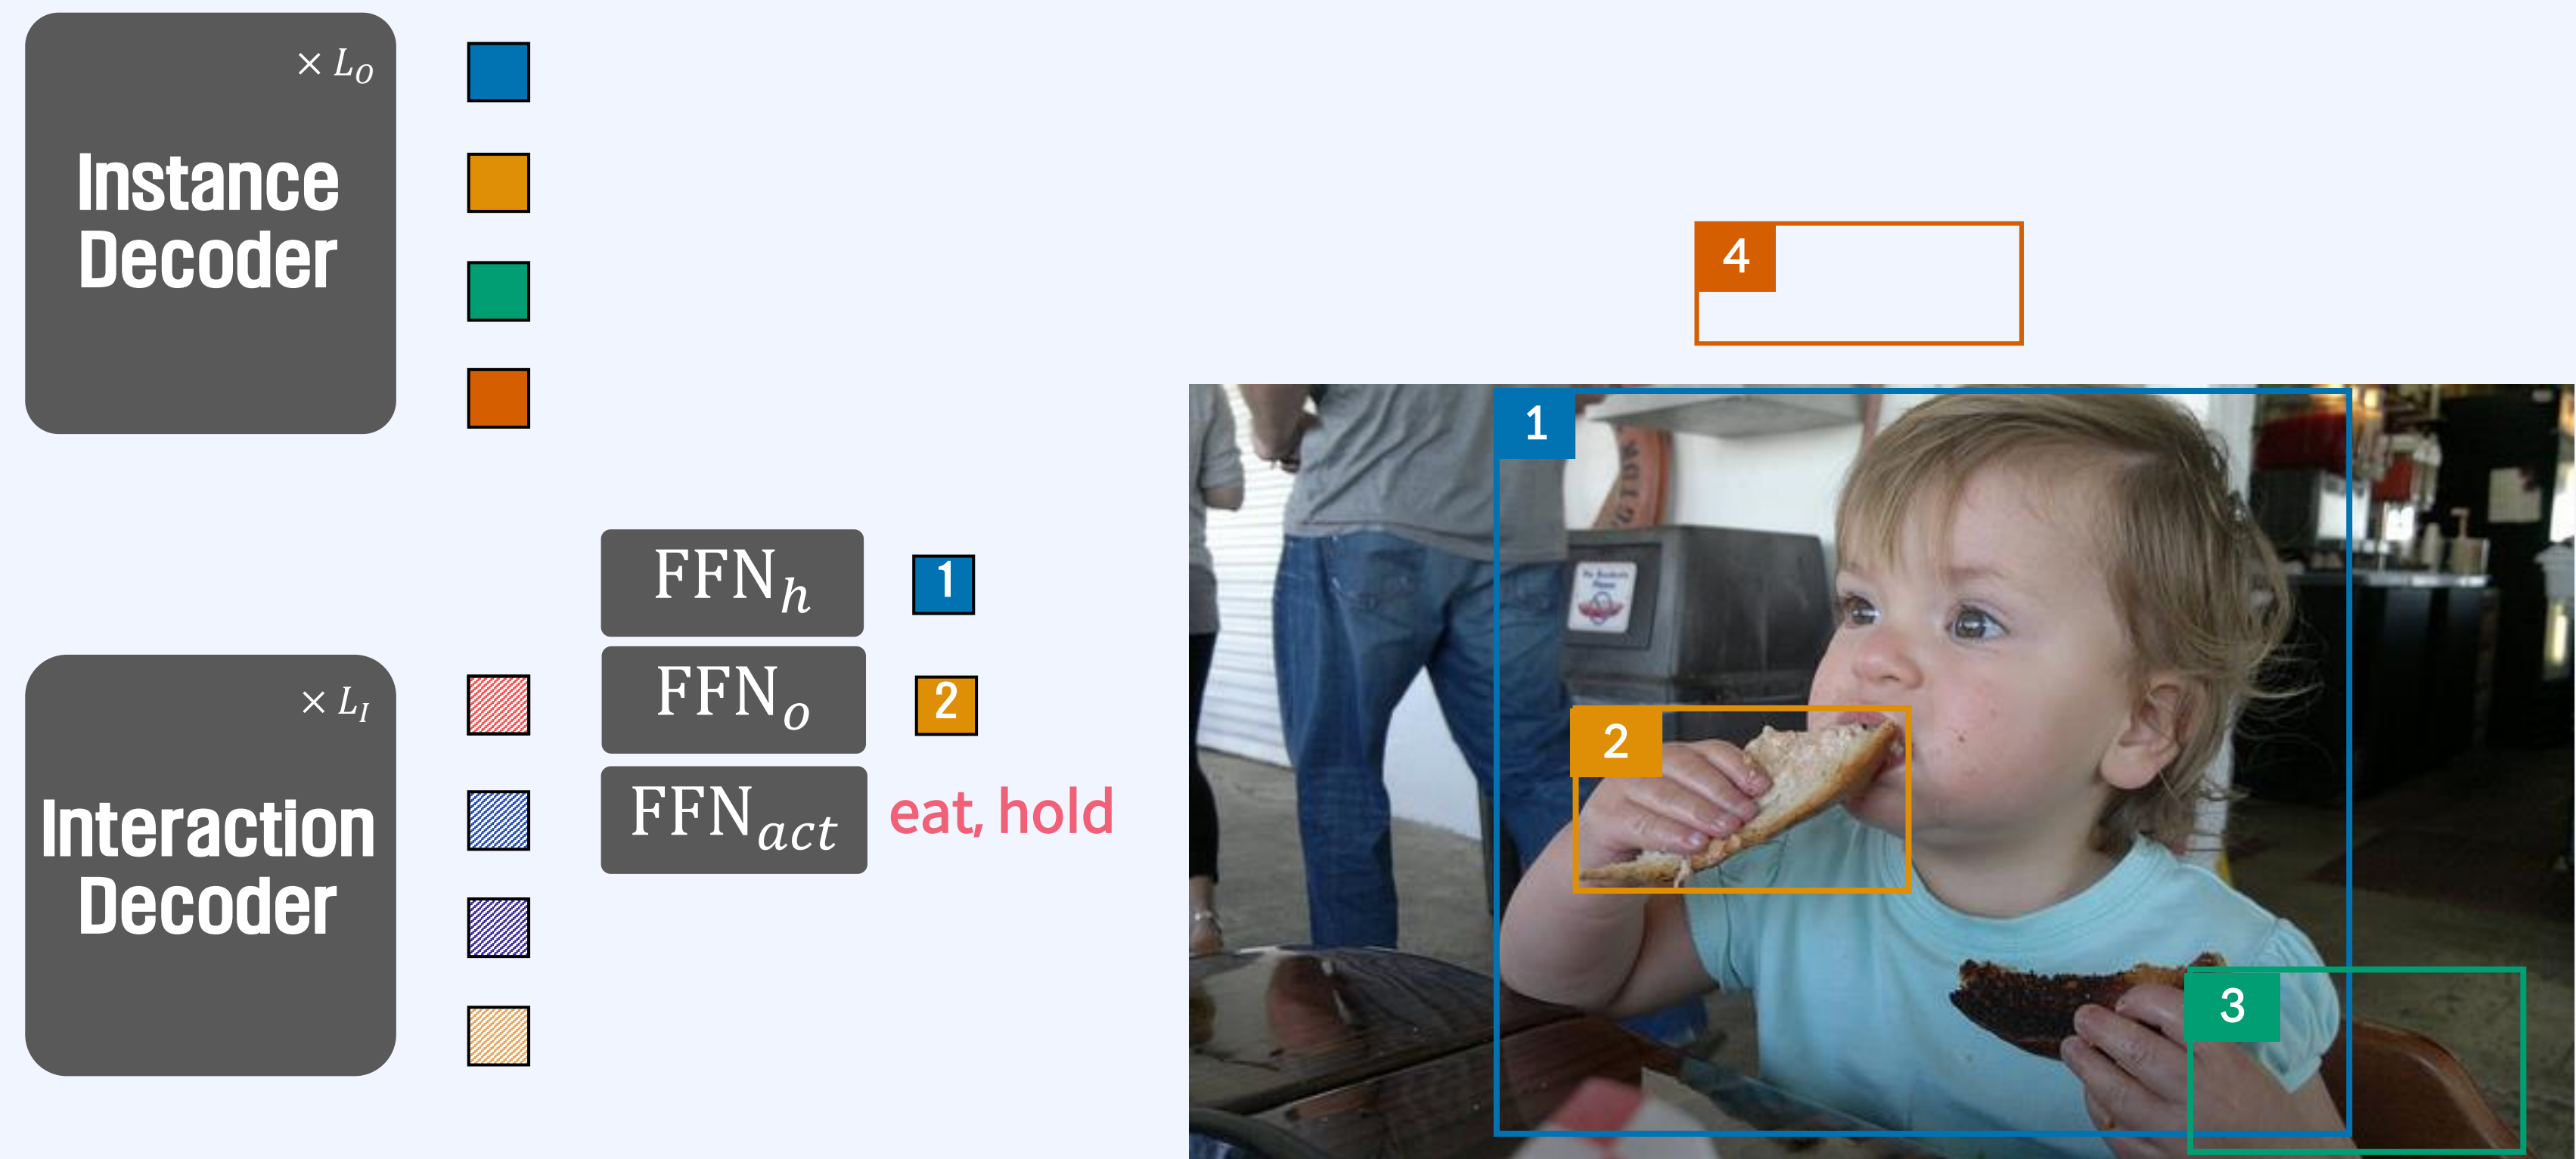 × L_O
Instance
Decoder
4
1
FFN_h
1
FFN_o
2
2
× L_I
FFN_act
eat, hold
Interaction
Decoder
3